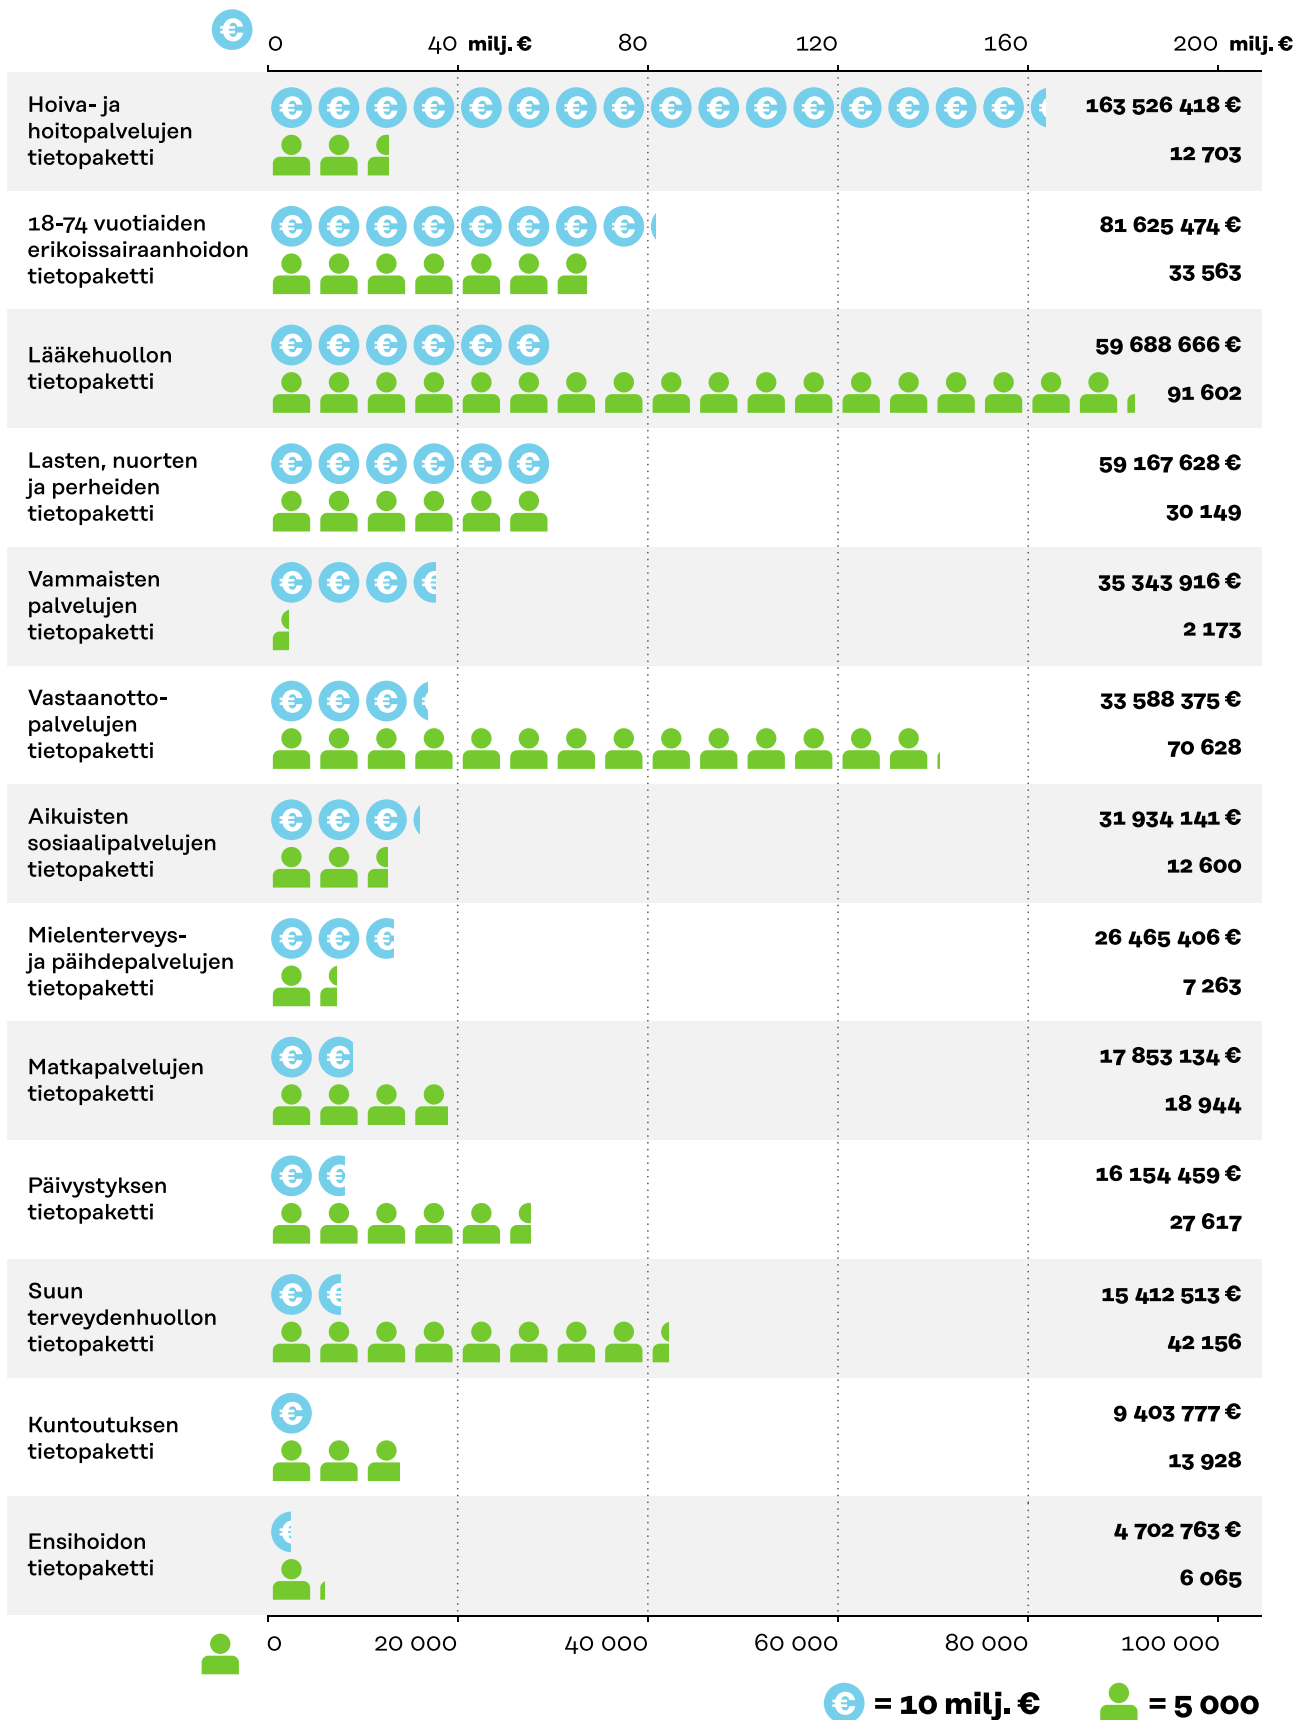 0 40 milj. € 80 120 160 200 milj. €
Hoiva- ja
hoitopalvelujen
tietopaketti
163 526 418 €
12 703
18-74 vuotiaiden
erikoissairaanhoidon
tietopaketti
81 625 474 €
33 563
Lääkehuollon
tietopaketti
59 688 666 €
91 602
Lasten, nuorten
ja perheiden
tietopaketti
59 167 628 €
30 149
Vammaisten
palvelujen
tietopaketti
35 343 916 €
2 173
Vastaanotto-
palvelujen
tietopaketti
33 588 375 €
70 628
Aikuisten
sosiaalipalvelujen
tietopaketti
31 934 141 €
12 600
Mielenterveys-
ja päihdepalvelujen
tietopaketti
26 465 406 €
7 263
Matkapalvelujen
tietopaketti
17 853 134 €
18 944
Päivystyksen
tietopaketti
16 154 459 €
27 617
Suun
terveydenhuollon
tietopaketti
15 412 513 €
42 156
Kuntoutuksen
tietopaketti
9 403 777 €
13 928
Ensihoidon
tietopaketti
4 702 763 €
6 065
0 20 000 40 000 60 000 80 000 100 000
€ = 10 milj. € = 5 000